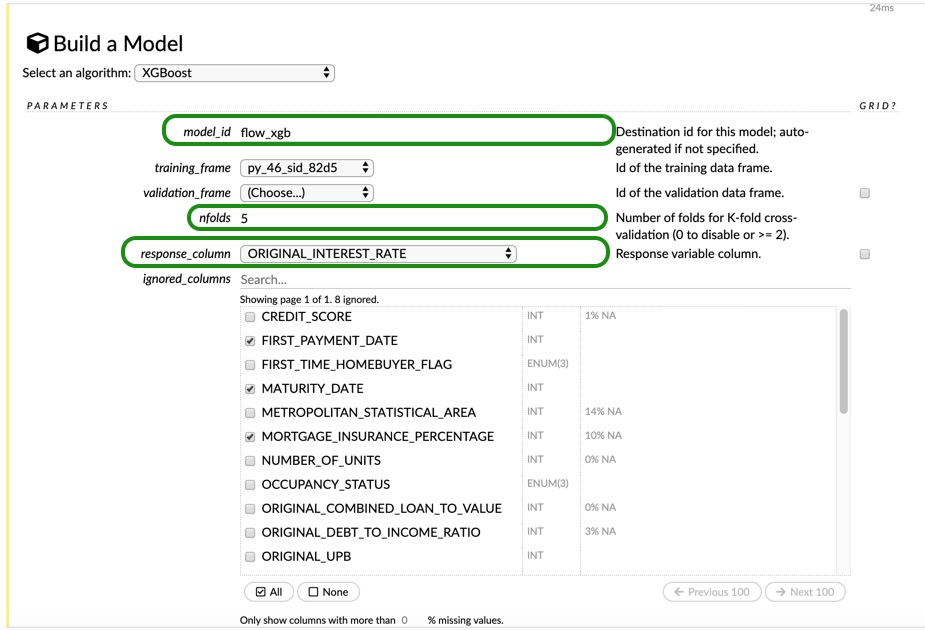 24ms
Build a Model
Select an algorithm: XGBoost
PARAMETERS GRID?
model_id flow_xgb Destination id for this model; auto-
generated if not specified.
training_frame py_46_sid_82d5 Id of the training data frame.
validation_frame (Choose...) Id of the validation data frame.
nfolds 5 Number of folds for K-fold cross-
validation (0 to disable or >= 2).
response_column ORIGINAL_INTEREST_RATE Response variable column.
ignored_columns Search...
Showing page 1 of 1. 8 ignored.
CREDIT_SCORE INT 1% NA
FIRST_PAYMENT_DATE INT
FIRST_TIME_HOMEBUYER_FLAG ENUM(3)
MATURITY_DATE INT
METROPOLITAN_STATISTICAL_AREA INT 14% NA
MORTGAGE_INSURANCE_PERCENTAGE INT 10% NA
NUMBER_OF_UNITS INT 0% NA
OCCUPANCY_STATUS ENUM(3)
ORIGINAL_COMBINED_LOAN_TO_VALUE INT 0% NA
ORIGINAL_DEBT_TO_INCOME_RATIO INT 3% NA
ORIGINAL_UPB INT
All None Previous 100 Next 100
Only show columns with more than 0 % missing values.